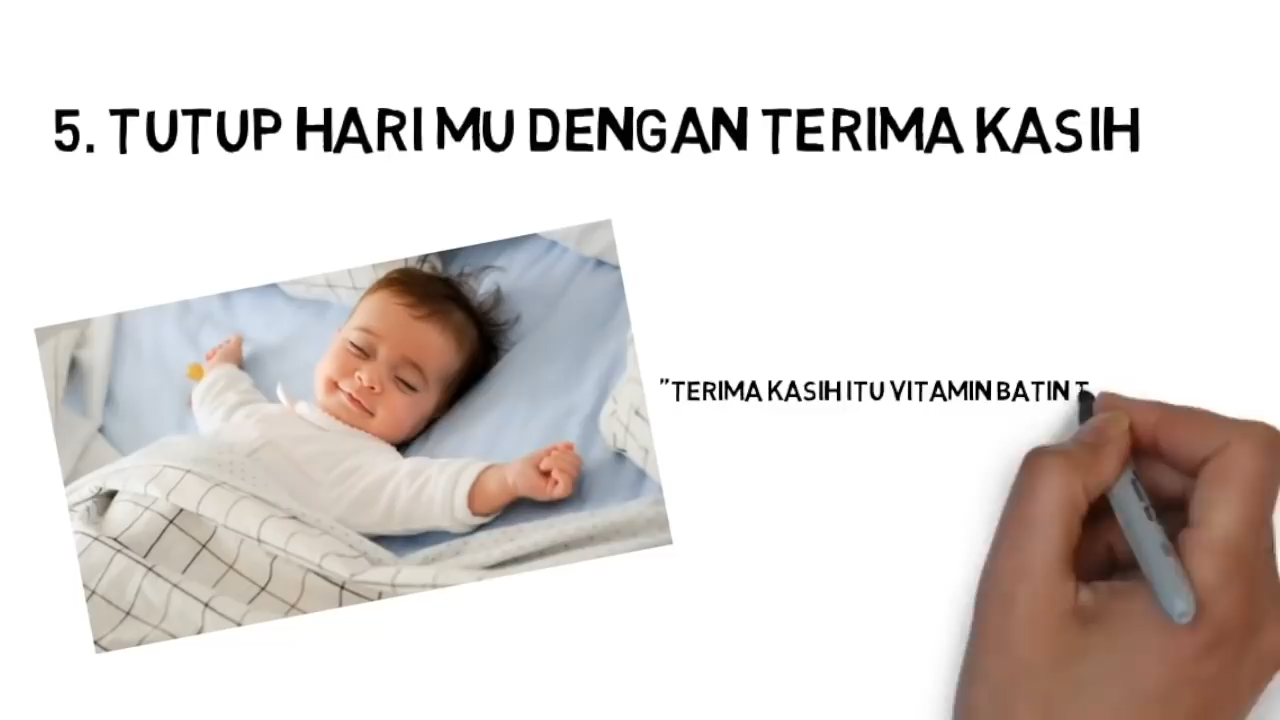 5. TUTUP HARI MU DENGAN TERIMA KASIH
"TERIMA KASIH ITU VITAMIN BATIN T